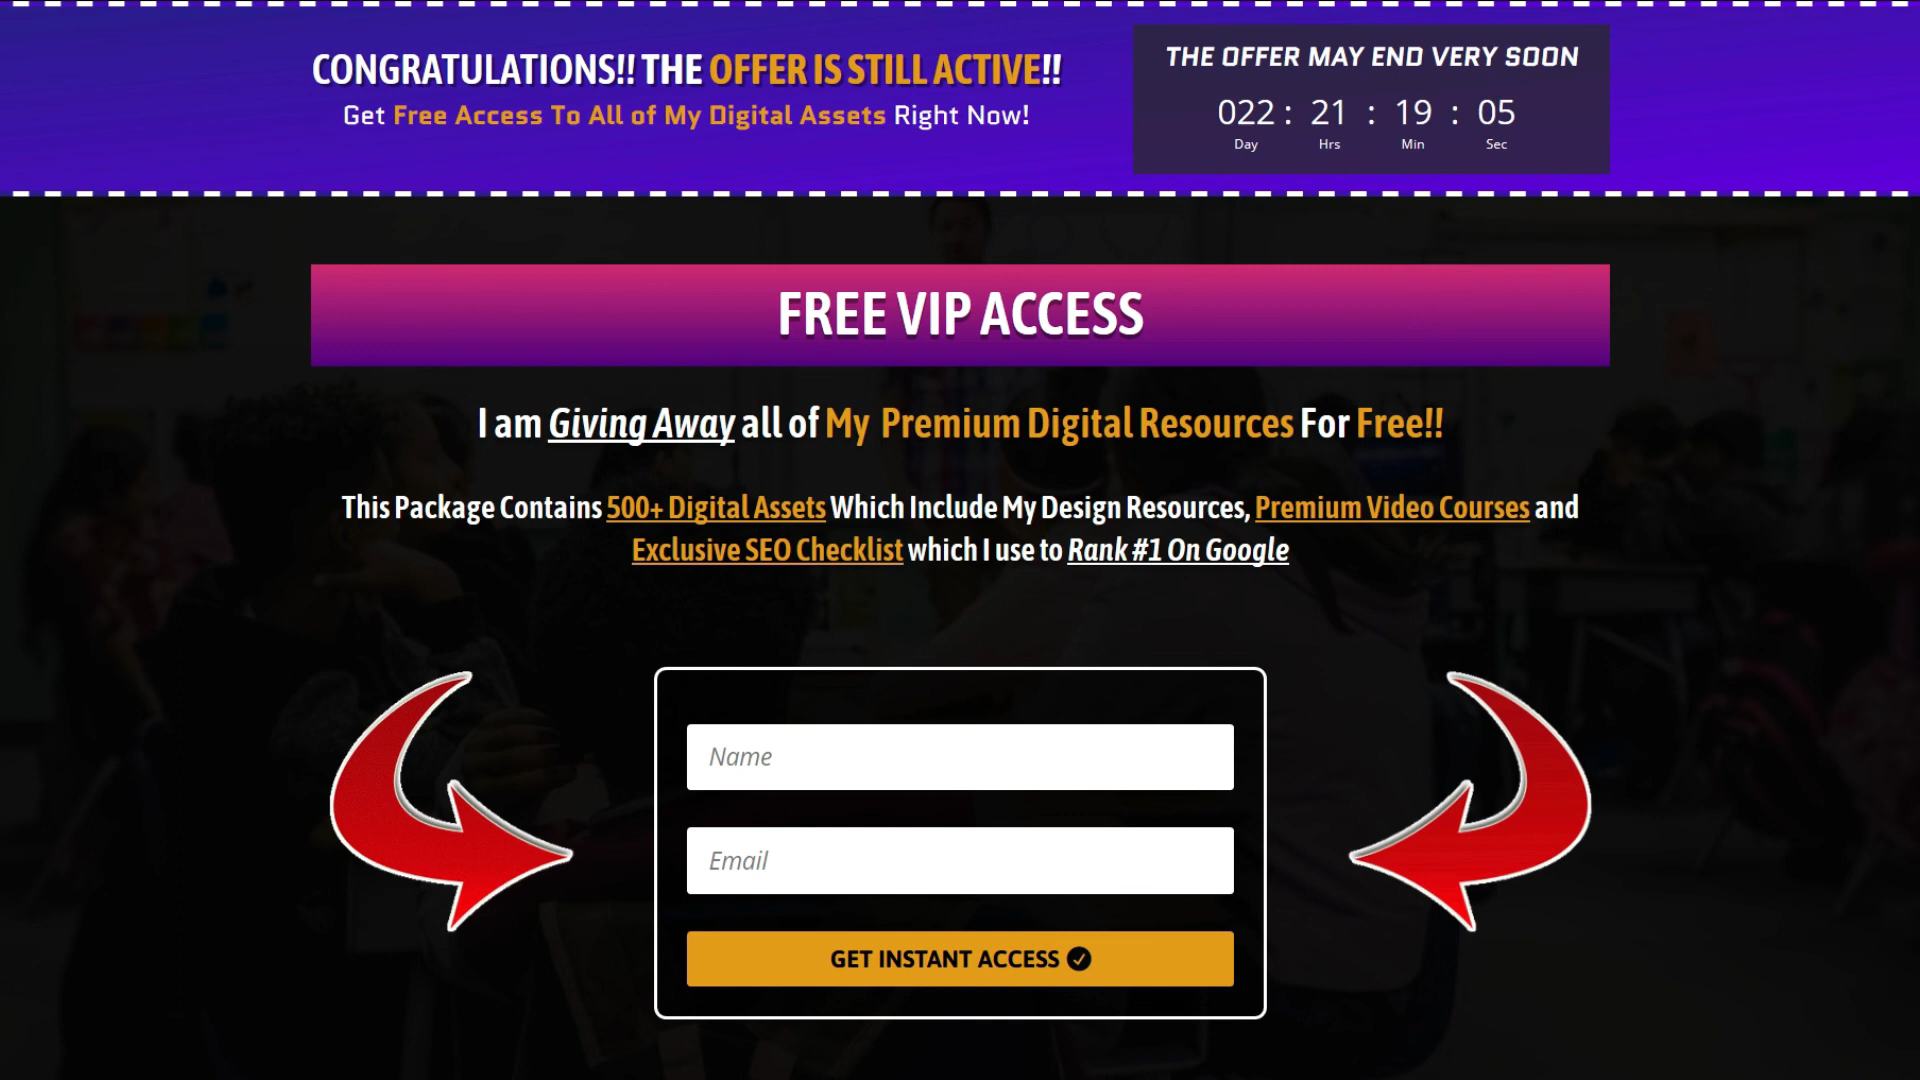 CONGRATULATIONS!! THE OFFER IS STILL ACTIVE!!
Get Free Access To All of My Digital Assets Right Now!
THE OFFER MAY END VERY SOON
022 : 21 : 19 : 05
Day Hrs Min Sec
FREE VIP ACCESS
I am Giving Away all of My Premium Digital Resources For Free!!
This Package Contains 500+ Digital Assets Which Include My Design Resources, Premium Video Courses and
Exclusive SEO Checklist which I use to Rank #1 On Google
Name
Email
GET INSTANT ACCESS